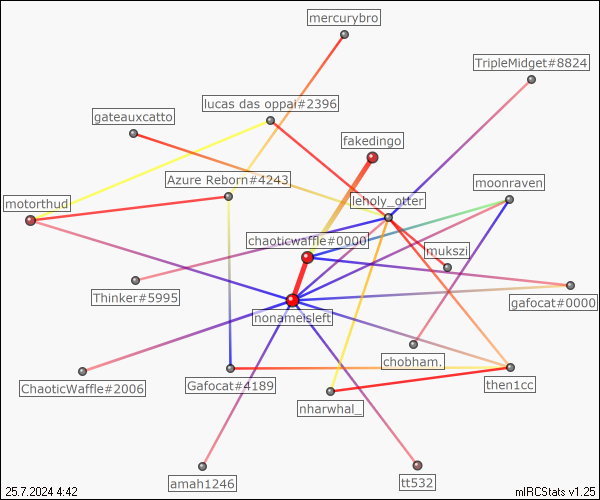 mercurybro
TripleMidget#8824
lucas das oppai#2396
gateauxcatto
fakedingo
Azure Reborn#4243
moonraven
motorthud
leholy_otter
chaoticwaffle#0000
mukszi
Thinker#5995
gafocat#0000
nonameisleft
chobham.
ChaoticWaffle#2006
Gafocat#4189
then1cc
nharwhal_
amah1246
tt532
25.7.2024 4:42
mIRCStats v1.25